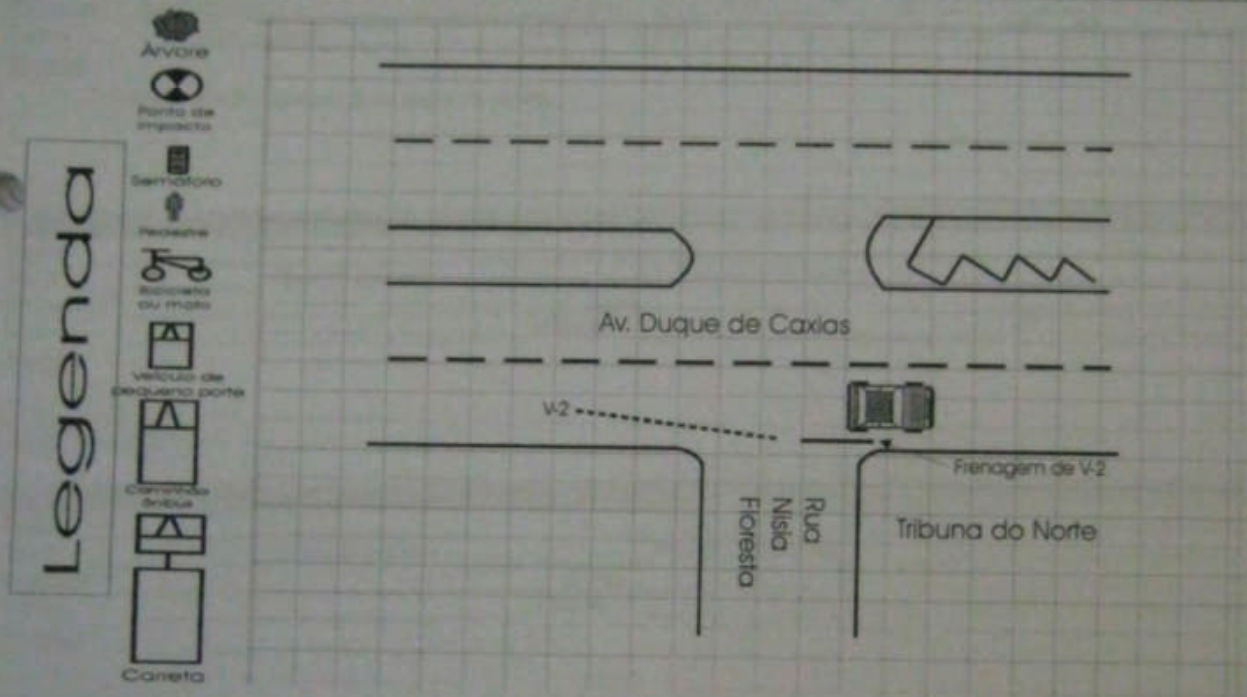 Legenda
Árvore
Ponto de
impacto
Semáforo
Pedestre
Bicicleta
ou moto
Veículo de
pequeno porte
Caminhão
ônibus
Carreta
Av. Duque de Caxias
V-2
Frenagem de V-2
Rua
Nísia
Floresta
Tribuna do Norte